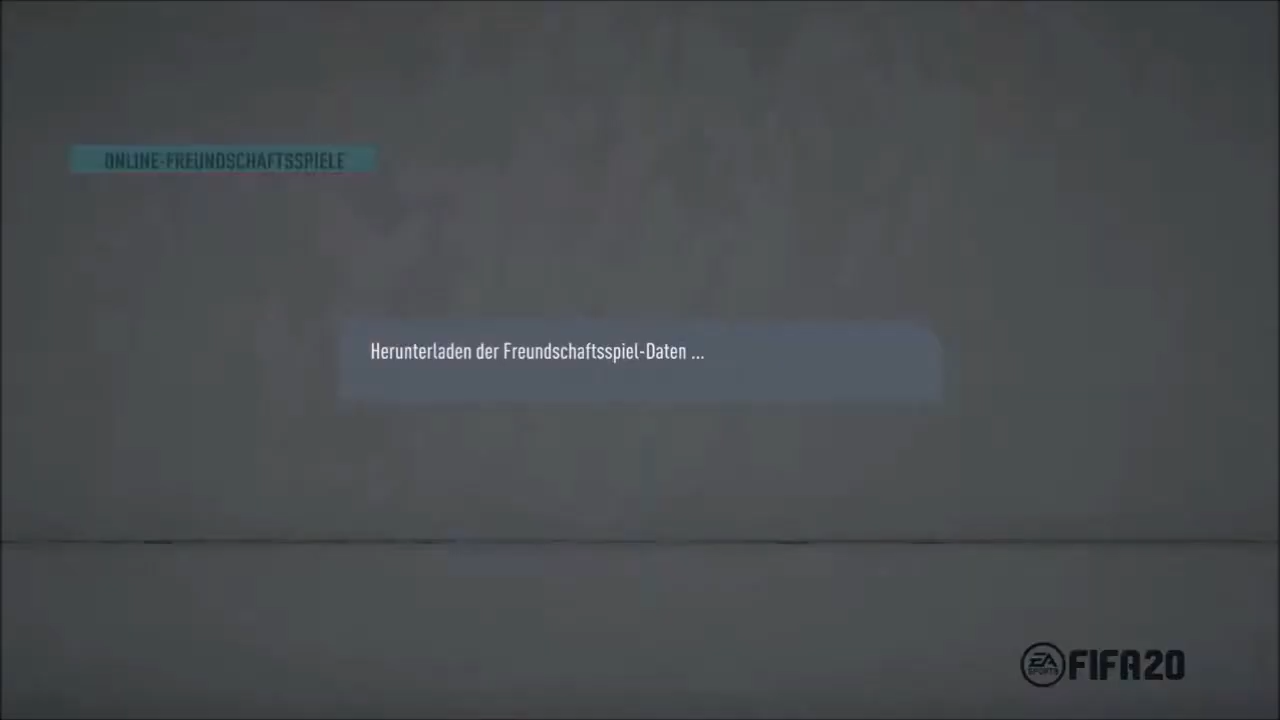 ONLINE-FREUNDSCHAFTSSPIELE
Herunterladen der Freundschaftsspiel-Daten ...
EA SPORTS FIFA20